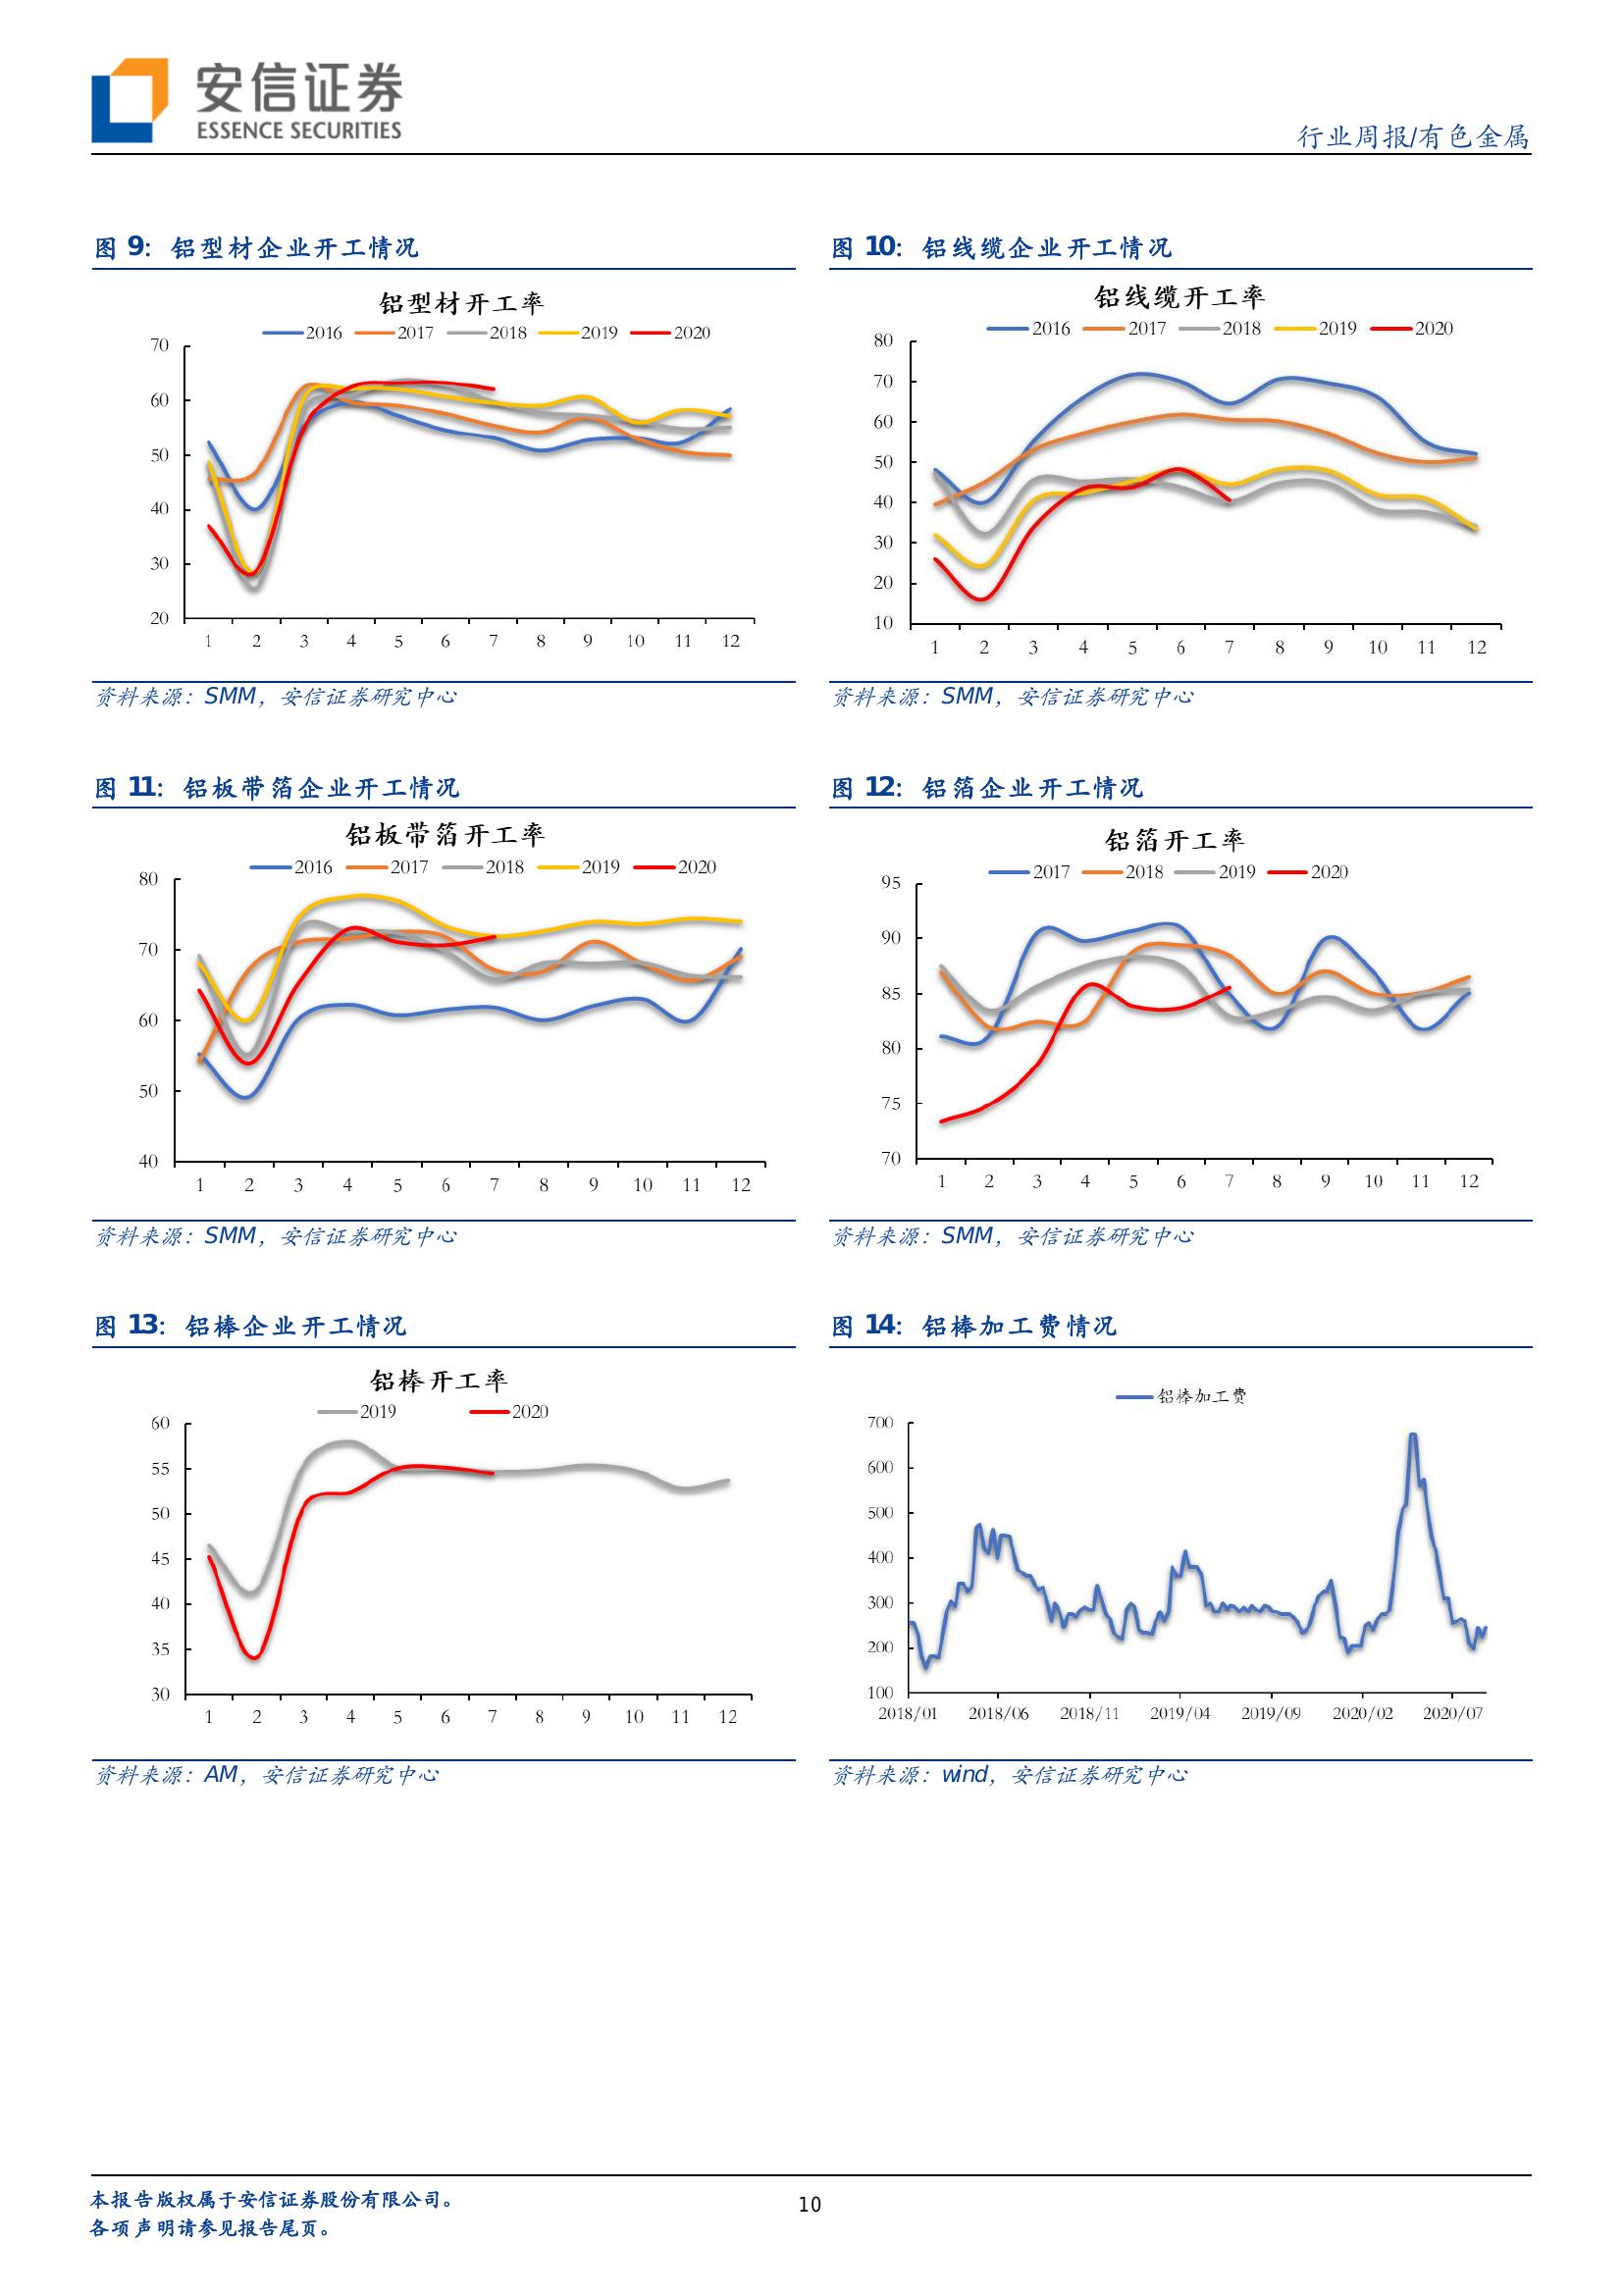 安信证券
ESSENCE SECURITIES
行业周报/有色金属
图 9：铝型材企业开工情况
铝型材开工率
2016 2017 2018 2019 2020
70
60
50
40
30
20
1 2 3 4 5 6 7 8 9 10 11 12
资料来源：SMM，安信证券研究中心
图 10：铝线缆企业开工情况
铝线缆开工率
2016 2017 2018 2019 2020
80
70
60
50
40
30
20
10
1 2 3 4 5 6 7 8 9 10 11 12
资料来源：SMM，安信证券研究中心
图 11：铝板带箔企业开工情况
铝板带箔开工率
2016 2017 2018 2019 2020
80
70
60
50
40
1 2 3 4 5 6 7 8 9 10 11 12
资料来源：SMM，安信证券研究中心
图 12：铝箔企业开工情况
铝箔开工率
2017 2018 2019 2020
95
90
85
80
75
70
1 2 3 4 5 6 7 8 9 10 11 12
资料来源：SMM，安信证券研究中心
图 13：铝棒企业开工情况
铝棒开工率
2019 2020
60
55
50
45
40
35
30
1 2 3 4 5 6 7 8 9 10 11 12
资料来源：AM，安信证券研究中心
图 14：铝棒加工费情况
铝棒加工费
700
600
500
400
300
200
100
2018/01 2018/06 2018/11 2019/04 2019/09 2020/02 2020/07
资料来源：wind，安信证券研究中心
本报告版权属于安信证券股份有限公司。
各项声明请参见报告尾页。
10